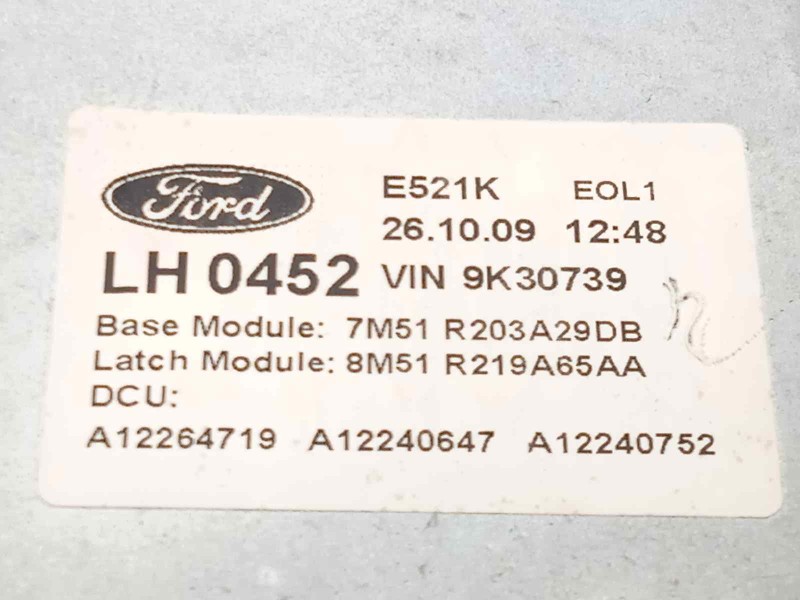 Ford
E521K EOL1
26.10.09 12:48
LH 0452 VIN 9K30739
Base Module: 7M51 R203A29DB
Latch Module: 8M51 R219A65AA
DCU:
A12264719 A12240647 A12240752